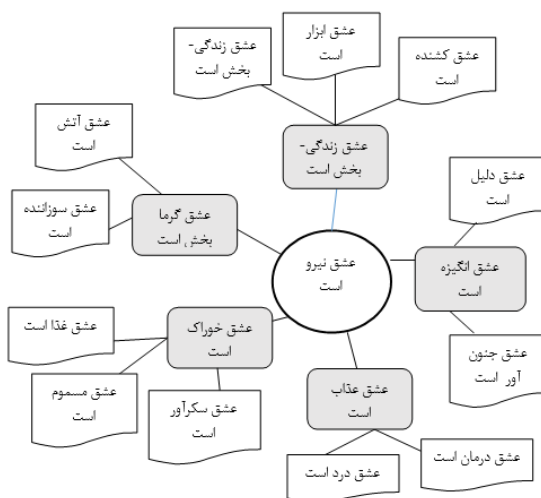 عشق زندگی-
بخش است
عشق ابزار
است
عشق کشنده
است
عشق زندگی-
بخش است
عشق آتش
است
عشق سوزاننده
است
عشق گرما
بخش است
عشق دلیل
است
عشق انگیزه
است
عشق جنون
آور است
عشق نیرو
است
عشق خوراک
است
عشق غذا است
عشق مسموم
است
عشق سکرآور
است
عشق عذاب
است
عشق درد است
عشق درمان است